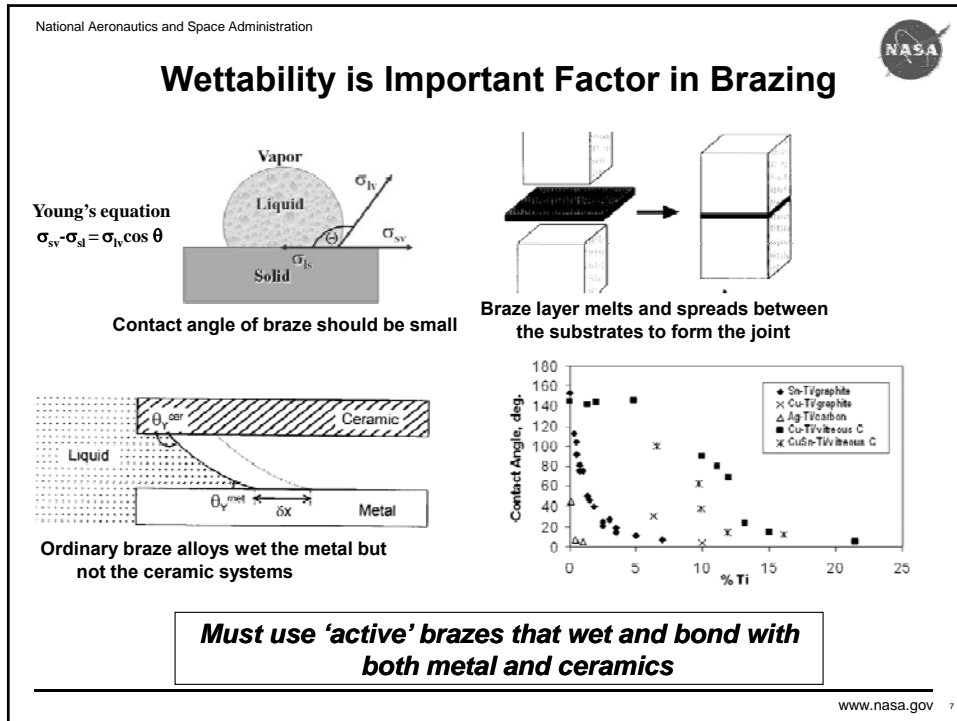 National Aeronautics and Space Administration
NASA
Wettability is Important Factor in Brazing
Young's equation
σsv-σsl = σlvcos θ
Vapor
Liquid
Solid
σlv
Θ
σsv
σls
Contact angle of braze should be small
Braze layer melts and spreads between
the substrates to form the joint
θY^cer
Ceramic
Liquid
θY^met
δx
Metal
Ordinary braze alloys wet the metal but
not the ceramic systems
180
160
140
120
100
80
60
40
20
0
Contact Angle, deg.
0 5 10 15 20 25
% Ti
Sn-Ti/graphite
Cu-Ti/graphite
Ag-Ti/carbon
Cu-Ti/vitreous C
CuSn-Ti/vitreous C
Must use 'active' brazes that wet and bond with
both metal and ceramics
www.nasa.gov 7